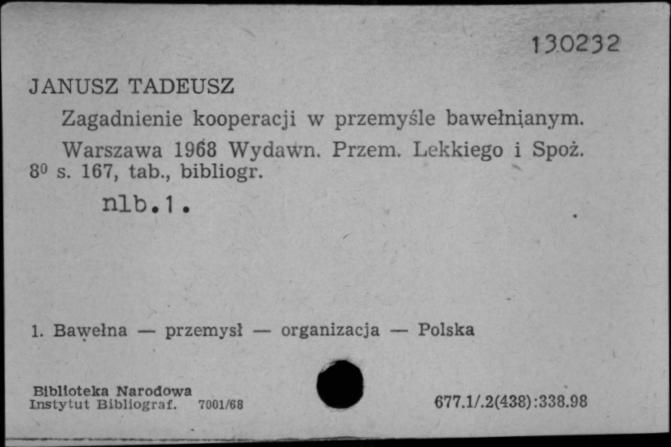 130232
JANUSZ TADEUSZ
Zagadnienie kooperacji w przemyśle bawełnianym.
Warszawa 1968 Wydawn. Przem. Lekkiego i Spoż.
8⁰ s. 167, tab., bibliogr.
nlb.1.
1. Bawełna — przemysł — organizacja — Polska
Biblioteka Narodowa
Instytut Bibliograf. 7001/68
677.1/.2(438):338.98